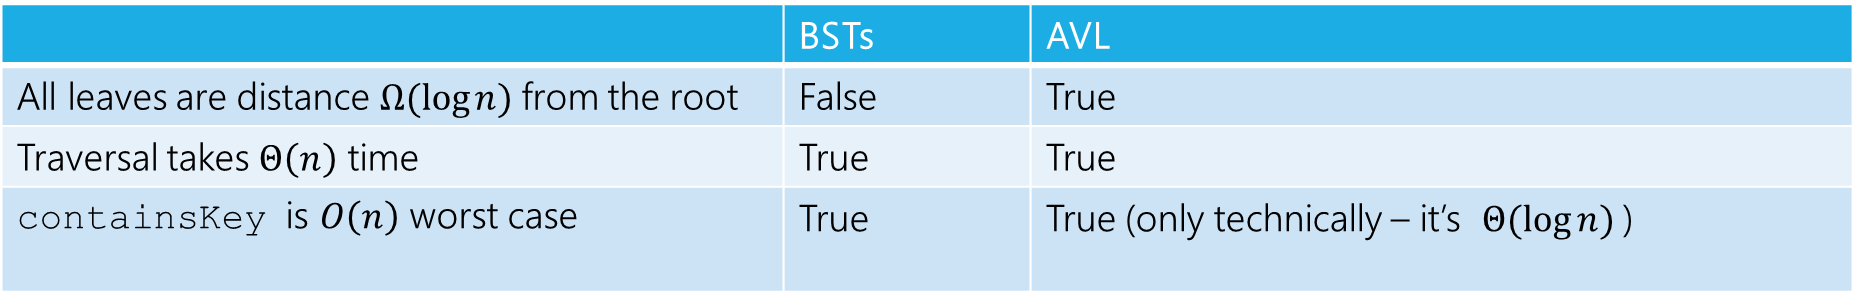 BSTs AVL
All leaves are distance Ω(log n) from the root False True
Traversal takes Θ(n) time True True
containsKey is O(n) worst case True True (only technically – it's Θ(log n) )